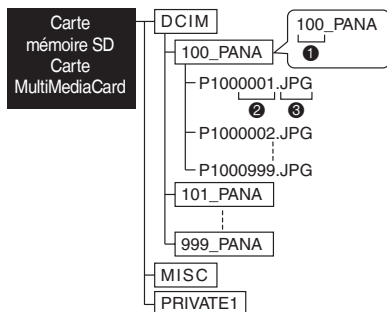 Carte
mémoire SD
Carte
MultiMediaCard
DCIM
100_PANA
100_PANA
❶
P1000001.JPG
❷ ❸
P1000002.JPG
P1000999.JPG
101_PANA
999_PANA
MISC
PRIVATE1